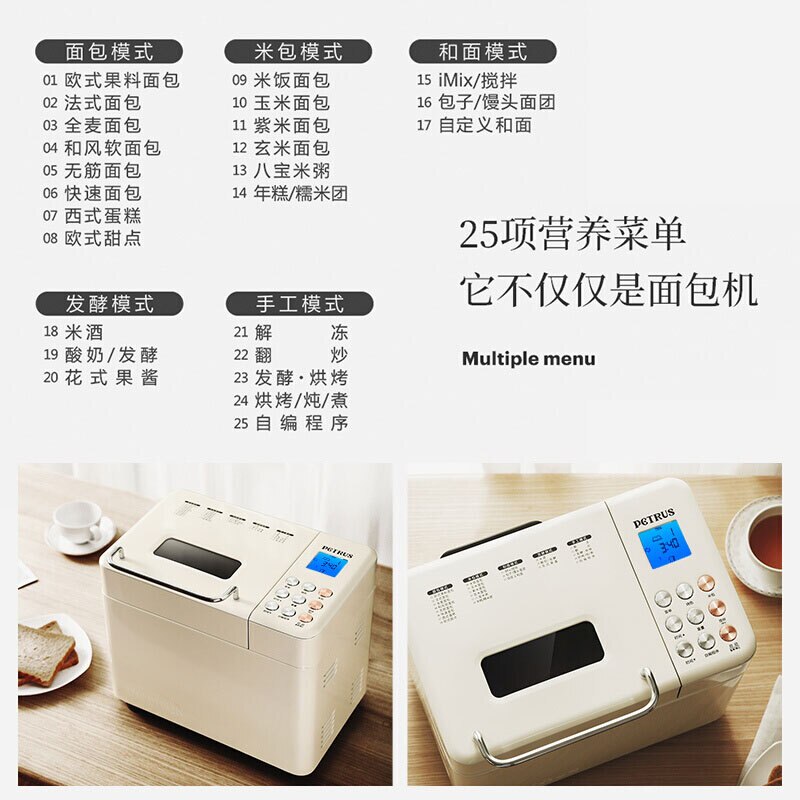 面包模式
01 欧式果料面包
02 法式面包
03 全麦面包
04 和风软面包
05 无筋面包
06 快速面包
07 西式蛋糕
08 欧式甜点
米包模式
09 米饭面包
10 玉米面包
11 紫米面包
12 玄米面包
13 八宝米粥
14 年糕/糯米团
和面模式
15 iMix/搅拌
16 包子/馒头面团
17 自定义和面
25项营养菜单
它不仅仅是面包机
Multiple menu
发酵模式
18 米酒
19 酸奶/发酵
20 花式果酱
手工模式
21 解 冻
22 翻 炒
23 发酵·烘烤
24 烘烤/炖/煮
25 自编程序
PETRUS
3:40
PETRUS
1
3:40